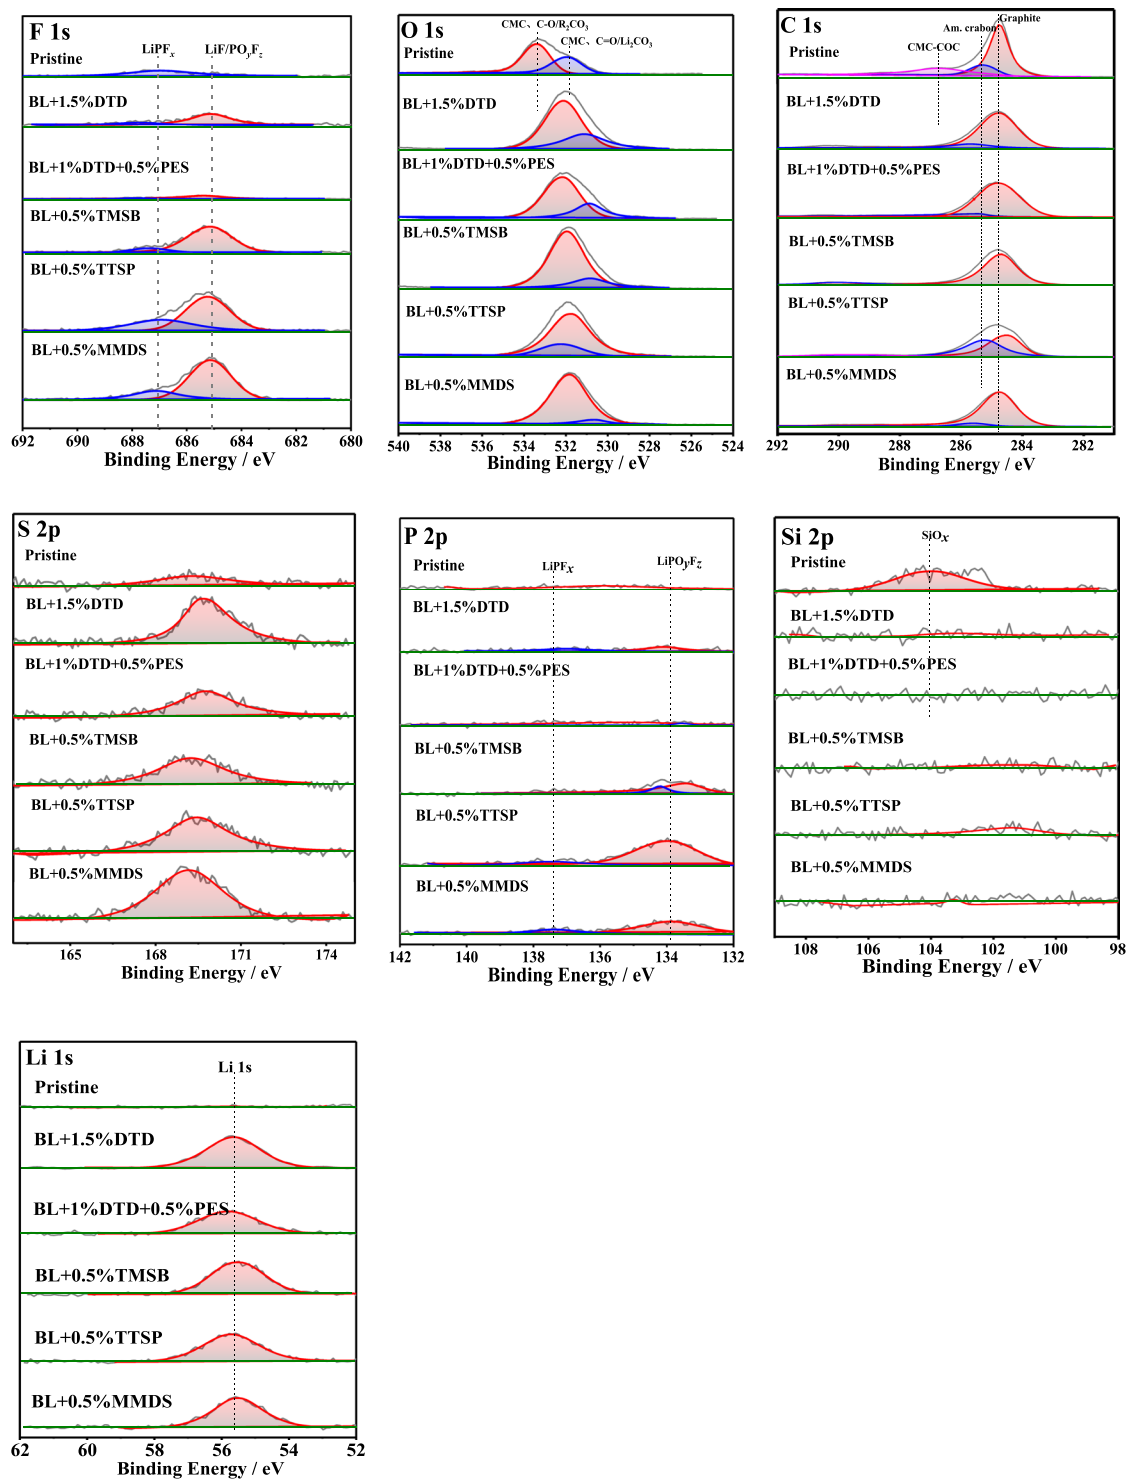 F 1s
LiPFx
LiF/POyFz
Pristine
BL+1.5%DTD
BL+1%DTD+0.5%PES
BL+0.5%TMSB
BL+0.5%TTSP
BL+0.5%MMDS
692 690 688 686 684 682 680
Binding Energy / eV
O 1s
CMC、C-O/R2CO3
CMC、C=O/Li2CO3
Pristine
BL+1.5%DTD
BL+1%DTD+0.5%PES
BL+0.5%TMSB
BL+0.5%TTSP
BL+0.5%MMDS
540 538 536 534 532 530 528 526 524
Binding Energy / eV
C 1s
Graphite
Am. crabon
CMC-COC
Pristine
BL+1.5%DTD
BL+1%DTD+0.5%PES
BL+0.5%TMSB
BL+0.5%TTSP
BL+0.5%MMDS
292 290 288 286 284 282
Binding Energy / eV
S 2p
Pristine
BL+1.5%DTD
BL+1%DTD+0.5%PES
BL+0.5%TMSB
BL+0.5%TTSP
BL+0.5%MMDS
165 168 171 174
Binding Energy / eV
P 2p
LiPFx
LiPOyFz
Pristine
BL+1.5%DTD
BL+1%DTD+0.5%PES
BL+0.5%TMSB
BL+0.5%TTSP
BL+0.5%MMDS
142 140 138 136 134 132
Binding Energy / eV
Si 2p
SiOx
Pristine
BL+1.5%DTD
BL+1%DTD+0.5%PES
BL+0.5%TMSB
BL+0.5%TTSP
BL+0.5%MMDS
108 106 104 102 100 98
Binding Energy / eV
Li 1s
Li 1s
Pristine
BL+1.5%DTD
BL+1%DTD+0.5%PES
BL+0.5%TMSB
BL+0.5%TTSP
BL+0.5%MMDS
62 60 58 56 54 52
Binding Energy / eV